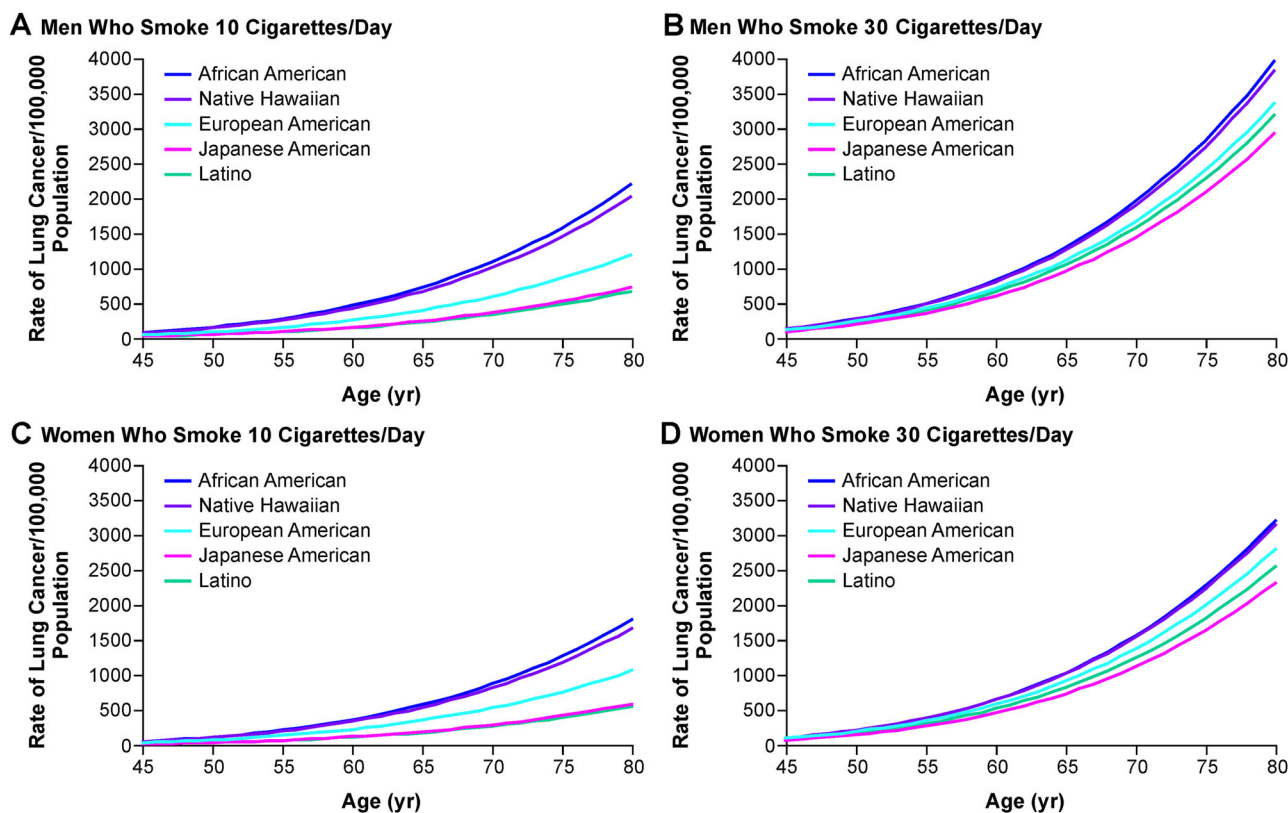 A Men Who Smoke 10 Cigarettes/Day
Rate of Lung Cancer/100,000
Population
4000
3500
3000
2500
2000
1500
1000
500
0
African American
Native Hawaiian
European American
Japanese American
Latino
45 50 55 60 65 70 75 80
Age (yr)
B Men Who Smoke 30 Cigarettes/Day
Rate of Lung Cancer/100,000
Population
4000
3500
3000
2500
2000
1500
1000
500
0
African American
Native Hawaiian
European American
Japanese American
Latino
45 50 55 60 65 70 75 80
Age (yr)
C Women Who Smoke 10 Cigarettes/Day
Rate of Lung Cancer/100,000
Population
4000
3500
3000
2500
2000
1500
1000
500
0
African American
Native Hawaiian
European American
Japanese American
Latino
45 50 55 60 65 70 75 80
Age (yr)
D Women Who Smoke 30 Cigarettes/Day
Rate of Lung Cancer/100,000
Population
4000
3500
3000
2500
2000
1500
1000
500
0
African American
Native Hawaiian
European American
Japanese American
Latino
45 50 55 60 65 70 75 80
Age (yr)